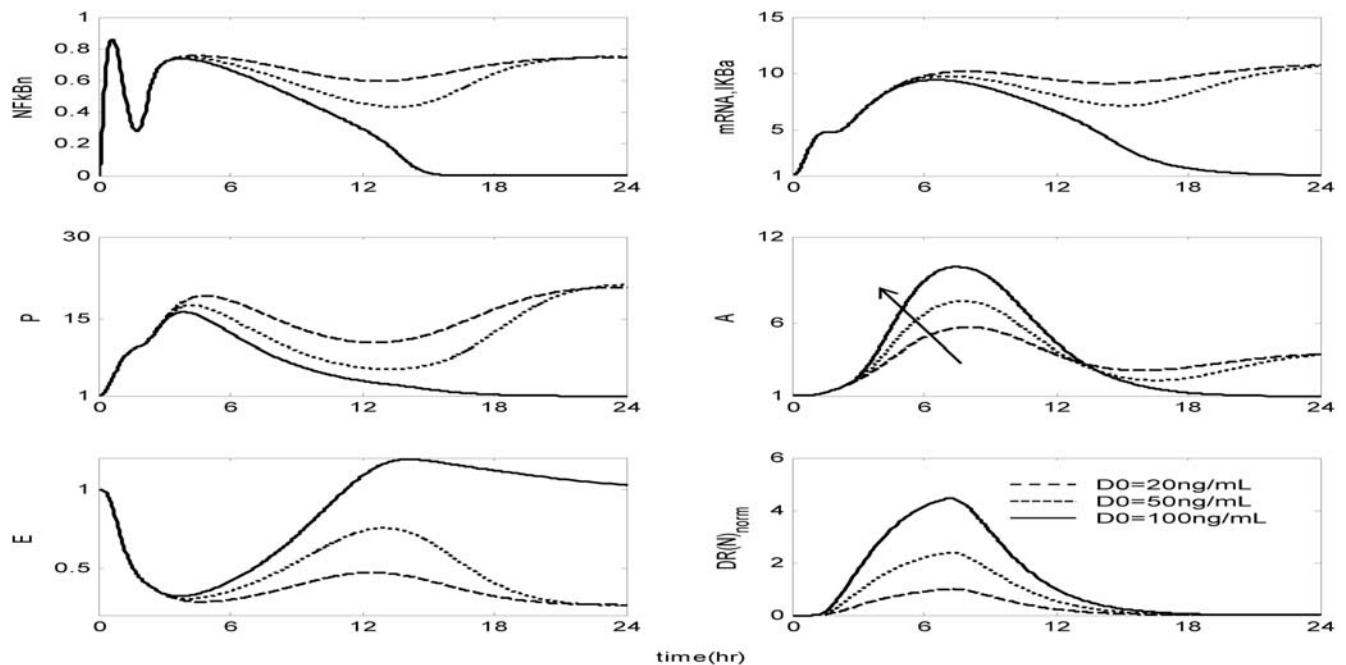 1
0.8
0.6
0.4
0.2
0
NFkBn
0 6 12 18 24
15
10
5
1
mRNA,IKBa
0 6 12 18 24
30
15
1
P
0 6 12 18 24
12
6
1
A
0 6 12 18 24
1
0.5
E
0 6 12 18 24
6
4
2
0
DR(N)norm
D0=20ng/mL
D0=50ng/mL
D0=100ng/mL
0 6 12 18 24
time(hr)